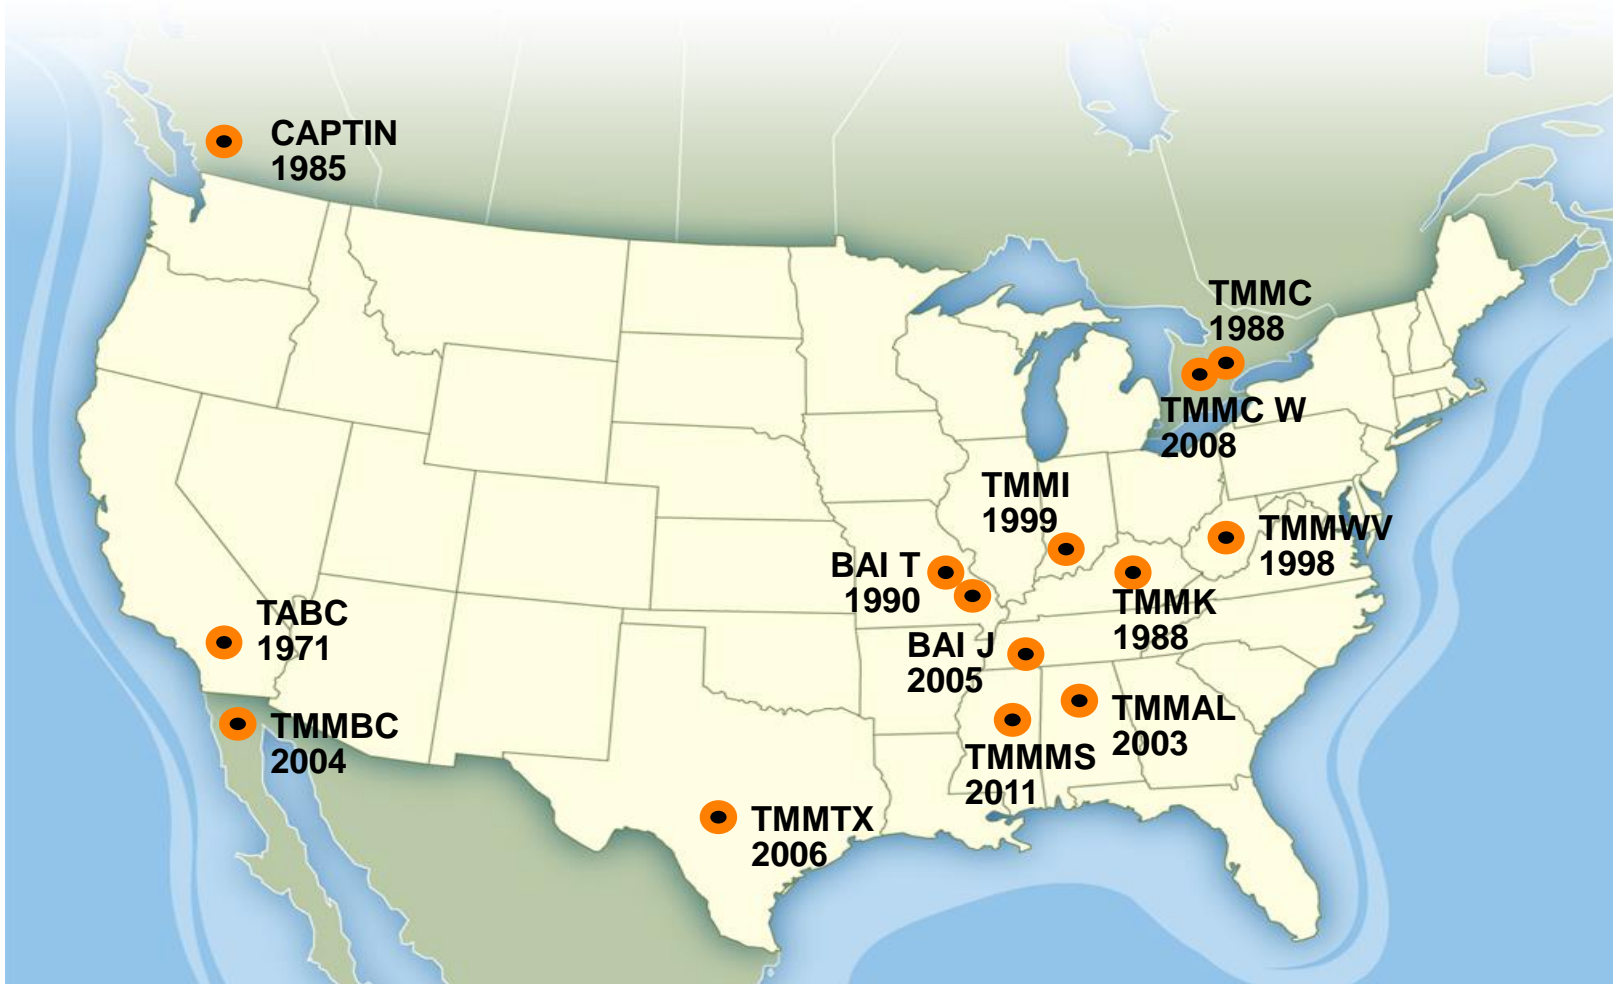 CAPTIN
1985
TMMC
1988
TMMC W
2008
TMMI
1999
TMMWV
1998
BAI T
1990
TMMK
1988
TABC
1971
BAI J
2005
TMMAL
2003
TMMBC
2004
TMMMS
2011
TMMTX
2006